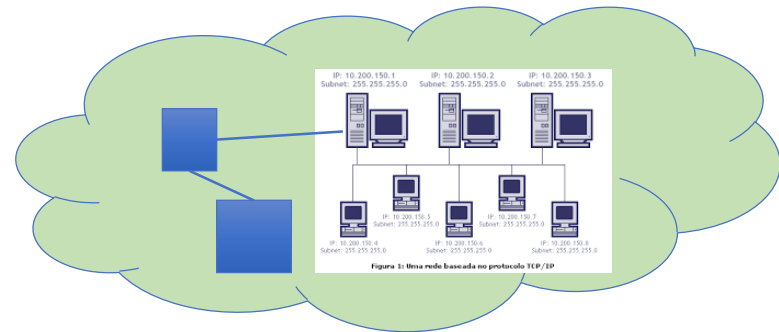 IP: 10.200.150.1
Subnet: 255.255.255.0
IP: 10.200.150.2
Subnet: 255.255.255.0
IP: 10.200.150.3
Subnet: 255.255.255.0
IP: 10.200.150.5
Subnet: 255.255.255.0
IP: 10.200.150.7
Subnet: 255.255.255.0
IP: 10.200.150.4
Subnet: 255.255.255.0
IP: 10.200.150.6
Subnet: 255.255.255.0
IP: 10.200.150.8
Subnet: 255.255.255.0
Figura 1: Uma rede baseada no protocolo TCP/IP